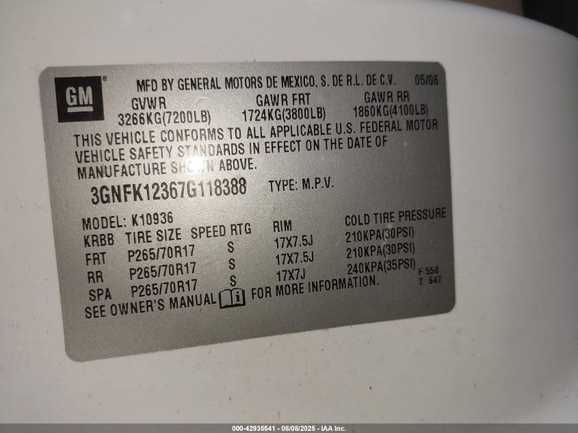 GM ®
MFD BY GENERAL MOTORS DE MEXICO, S. DE R.L. DE C.V. 05/06
GVWR GAWR FRT GAWR RR
3266KG(7200LB) 1724KG(3800LB) 1860KG(4100LB)
THIS VEHICLE CONFORMS TO ALL APPLICABLE U.S. FEDERAL MOTOR
VEHICLE SAFETY STANDARDS IN EFFECT ON THE DATE OF
MANUFACTURE SHOWN ABOVE.
3GNFK12367G118388 TYPE: M.P.V.
MODEL: K10936
KRBB TIRE SIZE SPEED RTG RIM COLD TIRE PRESSURE
FRT P265/70R17 S 17X7.5J 210KPA(30PSI)
RR P265/70R17 S 17X7.5J 210KPA(30PSI)
SPA P265/70R17 S 17X7J 240KPA(35PSI)
SEE OWNER'S MANUAL FOR MORE INFORMATION.
F 550
T 647
000-42935541 - 08/08/2025 - IAA Inc.